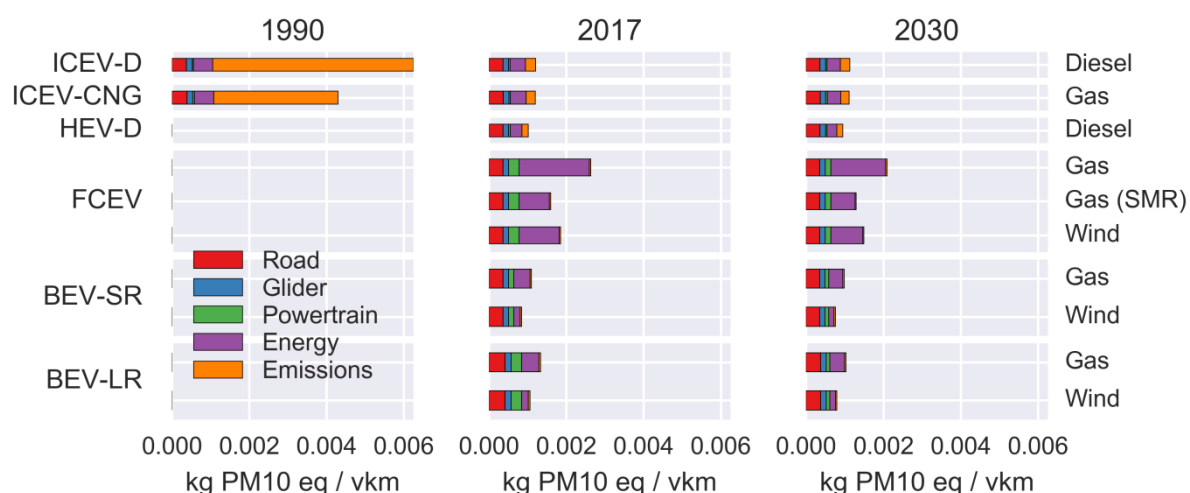 1990 2017 2030
ICEV-D Diesel
ICEV-CNG Gas
HEV-D Diesel
Gas
FCEV Gas (SMR)
Wind
Road
Glider
Powertrain
Energy
Emissions
BEV-SR Gas
Wind
BEV-LR Gas
Wind
0.000 0.002 0.004 0.006 0.000 0.002 0.004 0.006 0.000 0.002 0.004 0.006
kg PM10 eq / vkm kg PM10 eq / vkm kg PM10 eq / vkm